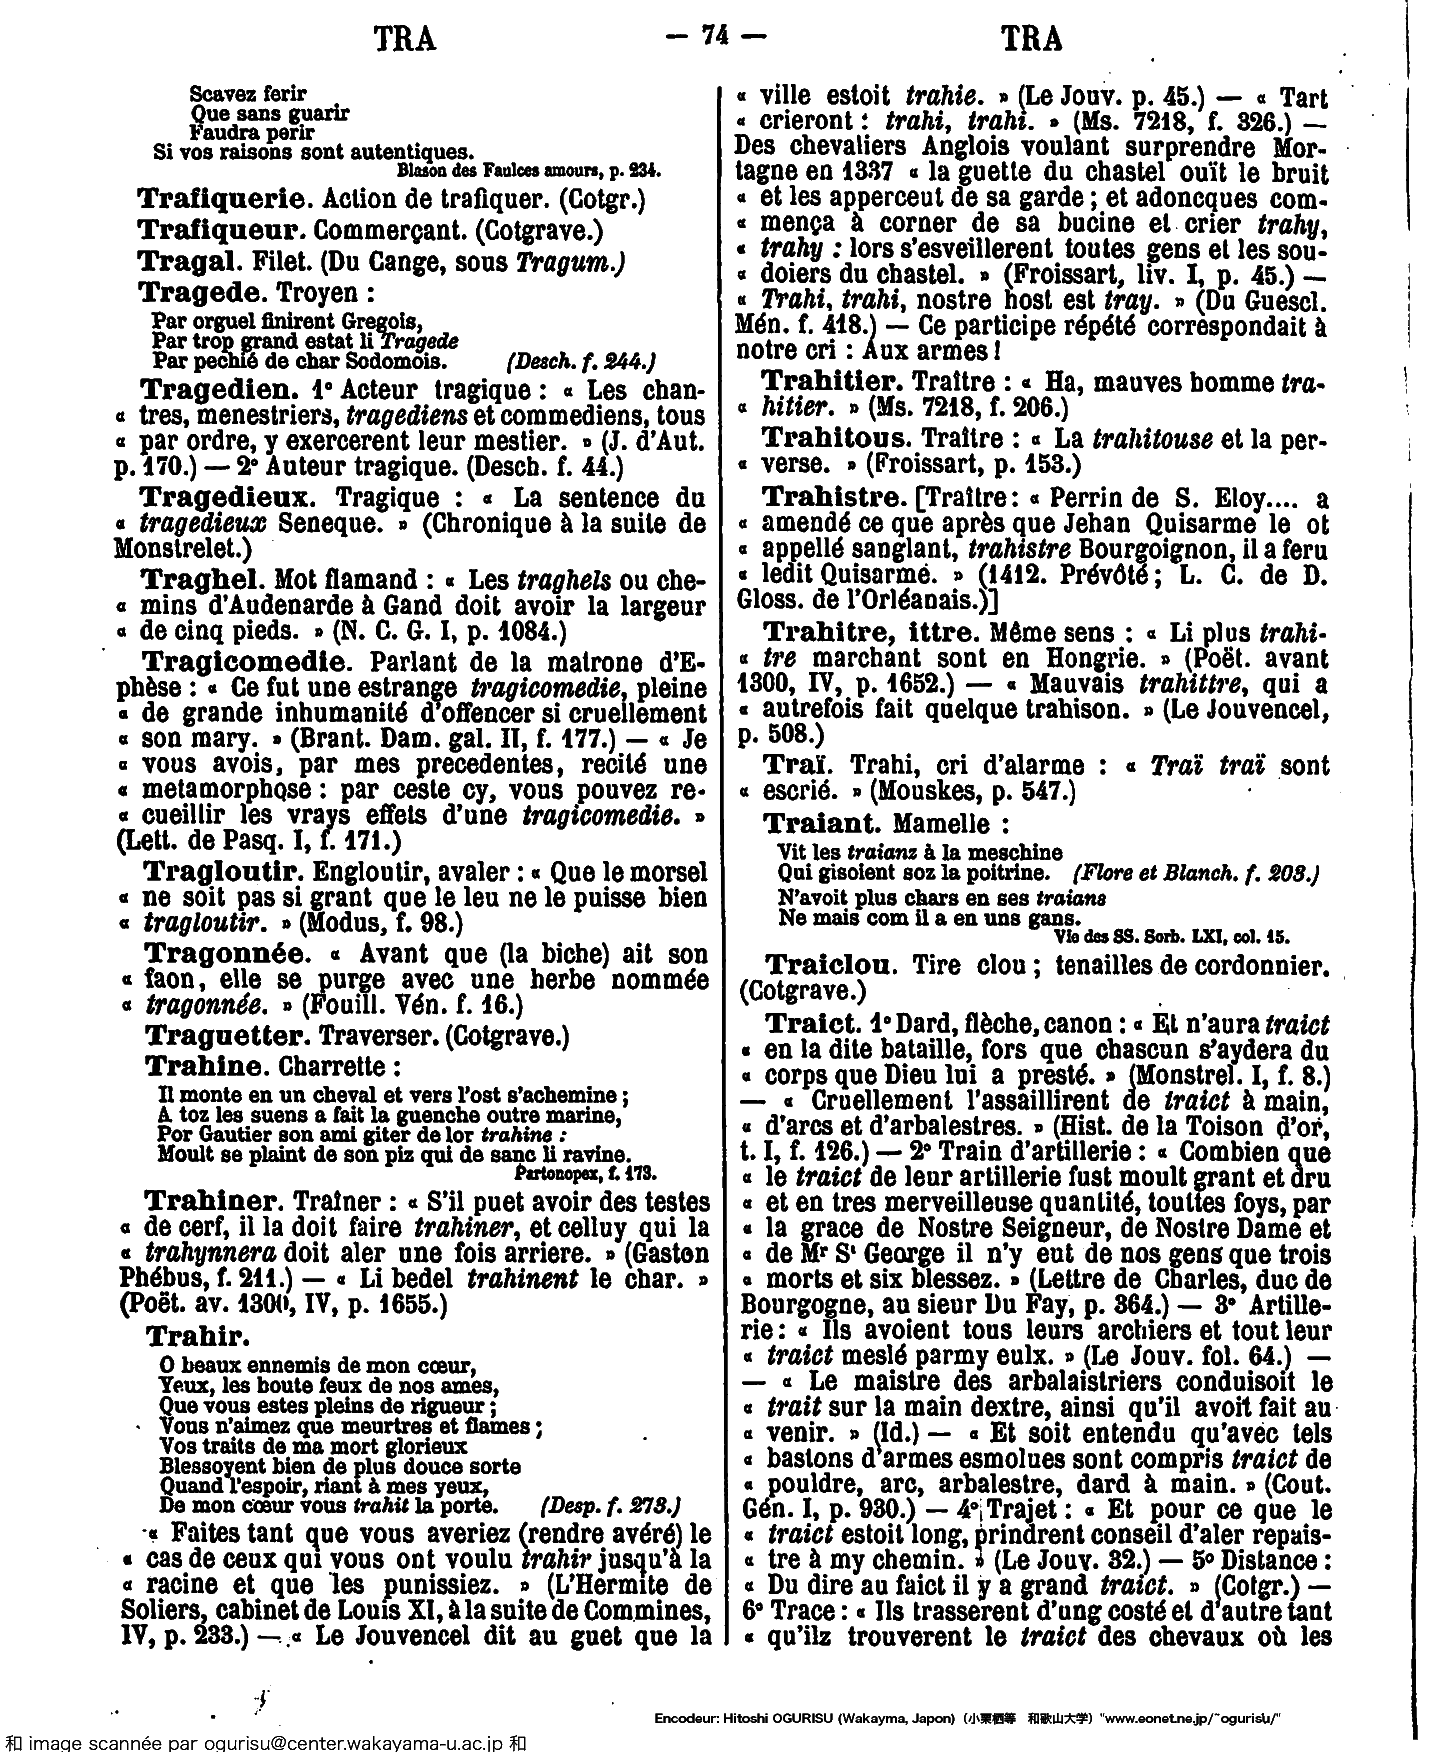 TRA — 74 — TRA
Scavez ferir
Que sans guarir
Faudra perir
Si vos raisons sont autentiques.
Blason des Faulces amours, p. 234.
Trafiquerie. Action de trafiquer. (Cotgr.)
Trafiqueur. Commerçant. (Cotgrave.)
Tragal. Filet. (Du Cange, sous Tragum.)
Tragede. Troyen :
Par orguel finirent Gregois,
Par trop grand estat li Tragede
Par pechié de char Sodomois. (Desch. f. 244.)
Tragedien. 1° Acteur tragique : « Les chan-
« tres, menestriers, tragediens et commediens, tous
« par ordre, y exercerent leur mestier. » (J. d'Aut.
p. 170.) — 2° Auteur tragique. (Desch. f. 44.)
Tragedieux. Tragique : « La sentence du
« tragedieux Seneque. » (Chronique à la suite de
Monstrelet.)
Traghel. Mot flamand : « Les traghels ou che-
« mins d'Audenarde à Gand doit avoir la largeur
« de cinq pieds. » (N. C. G. I, p. 1084.)
Tragicomedie. Parlant de la matrone d'E-
phèse : « Ce fut une estrange tragicomedie, pleine
« de grande inhumanité d'offencer si cruellement
« son mary. » (Brant. Dam. gal. II, f. 177.) — « Je
« vous avois, par mes precedentes, recité une
« metamorphose : par ceste cy, vous pouvez re-
« cueillir les vrays effets d'une tragicomedie. »
(Lett. de Pasq. I, f. 171.)
Tragloutir. Engloutir, avaler : « Que le morsel
« ne soit pas si grant que le leu ne le puisse bien
« tragloutir. » (Modus, f. 98.)
Tragonnée. « Avant que (la biche) ait son
« faon, elle se purge avec une herbe nommée
« tragonnée. » (Fouill. Vén. f. 16.)
Traguetter. Traverser. (Cotgrave.)
Trahine. Charrette :
Il monte en un cheval et vers l'ost s'achemine ;
A toz les suens a fait la guenche outre marine,
Por Gautier son ami giter de lor trahine :
Moult se plaint de son piz qui de sanc li ravine.
Partonopex, f. 173.
Trahiner. Traîner : « S'il puet avoir des testes
« de cerf, il la doit faire trahiner, et celluy qui la
« trahynnera doit aler une fois arriere. » (Gaston
Phébus, f. 211.) — « Li bedel trahinent le char. »
(Poët. av. 1300, IV, p. 1655.)
Trahir.
O beaux ennemis de mon cœur,
Yeux, les boute feux de nos ames,
Que vous estes pleins de rigueur ;
Vous n'aimez que meurtres et flames ;
Vos traits de ma mort glorieux
Blessoyent bien de plus douce sorte
Quand l'espoir, riant à mes yeux,
De mon cœur vous trahit la porte. (Desp. f. 273.)
« Faites tant que vous averiez (rendre avéré) le
« cas de ceux qui vous ont voulu trahir jusqu'à la
« racine et que les punissiez. » (L'Hermite de
Soliers, cabinet de Louis XI, à la suite de Commines,
IV, p. 233.) — « Le Jouvencel dit au guet que la
« ville estoit trahie. » (Le Jouv. p. 45.) — « Tart
« crieront : trahi, trahi. » (Ms. 7218, f. 326.) —
Des chevaliers Anglois voulant surprendre Mor-
tagne en 1337 « la guette du chastel ouït le bruit
« et les apperceut de sa garde ; et adoncques com-
« mença à corner de sa bucine et crier trahy,
« trahy : lors s'esveillerent toutes gens et les sou-
« doiers du chastel. » (Froissart, liv. I, p. 45.) —
« Trahi, trahi, nostre host est tray. » (Du Guescl.
Mén. f. 418.) — Ce participe répété correspondait à
notre cri : Aux armes !
Trahitier. Traître : « Ha, mauves homme tra-
« hitier. » (Ms. 7218, f. 206.)
Trahitous. Traître : « La trahitouse et la per-
« verse. » (Froissart, p. 153.)
Trahistre. [Traître : « Perrin de S. Eloy.... a
« amendé ce que après que Jehan Quisarme le ot
« appellé sanglant, trahistre Bourgoignon, il a feru
« ledit Quisarme. » (1412. Prévôté ; L. C. de D.
Gloss. de l'Orléanais.)]
Trahitre, ittre. Même sens : « Li plus trahi-
« tre marchant sont en Hongrie. » (Poët. avant
1300, IV, p. 1652.) — « Mauvais trahittre, qui a
« autrefois fait quelque trahison. » (Le Jouvencel,
p. 508.)
Traï. Trahi, cri d'alarme : « Traï traï sont
« escrié. » (Mouskes, p. 547.)
Traiant. Mamelle :
Vit les traianz à la meschine
Qui gisoient soz la poitrine. (Flore et Blanch. f. 203.)
N'avoit plus chars en ses traians
Ne mais com il a en uns gans.
Vie des SS. Sorb. LXI, col. 15.
Traiclou. Tire clou ; tenailles de cordonnier.
(Cotgrave.)
Traict. 1° Dard, flèche, canon : « Et n'aura traict
« en la dite bataille, fors que chascun s'aydera du
« corps que Dieu lui a presté. » (Monstrel. I, f. 8.)
— « Cruellement l'assaillirent de traict à main,
« d'arcs et d'arbalestres. » (Hist. de la Toison d'or,
t. I, f. 126.) — 2° Train d'artillerie : « Combien que
« le traict de leur artillerie fust moult grant et dru
« et en tres merveilleuse quantité, touttes foys, par
« la grace de Nostre Seigneur, de Nostre Dame et
« de Mr St George il n'y eut de nos gens que trois
« morts et six blessez. » (Lettre de Charles, duc de
Bourgogne, au sieur Du Fay, p. 364.) — 3° Artille-
rie : « Ils avoient tous leurs archiers et tout leur
« traict meslé parmy eulx. » (Le Jouv. fol. 64.) —
— « Le maistre des arbalaistriers conduisoit le
« trait sur la main dextre, ainsi qu'il avoit fait au
« venir. » (Id.) — « Et soit entendu qu'avec tels
« bastons d'armes esmolues sont compris traict de
« pouldre, arc, arbalestre, dard à main. » (Cout.
Gén. I, p. 930.) — 4° Trajet : « Et pour ce que le
« traict estoit long, prindrent conseil d'aler repais-
« tre à my chemin. » (Le Jouv. 32.) — 5° Distance :
« Du dire au faict il y a grand traict. » (Cotgr.) —
6° Trace : « Ils trasserent d'ung costé et d'autre tant
« qu'ilz trouverent le traict des chevaux où les
Encodeur: Hitoshi OGURISU (Wakayma, Japon) (小栗栖等 和歌山大学) "www.eonet.ne.jp/~ogurisu/"
和 image scannée par ogurisu@center.wakayama-u.ac.jp 和